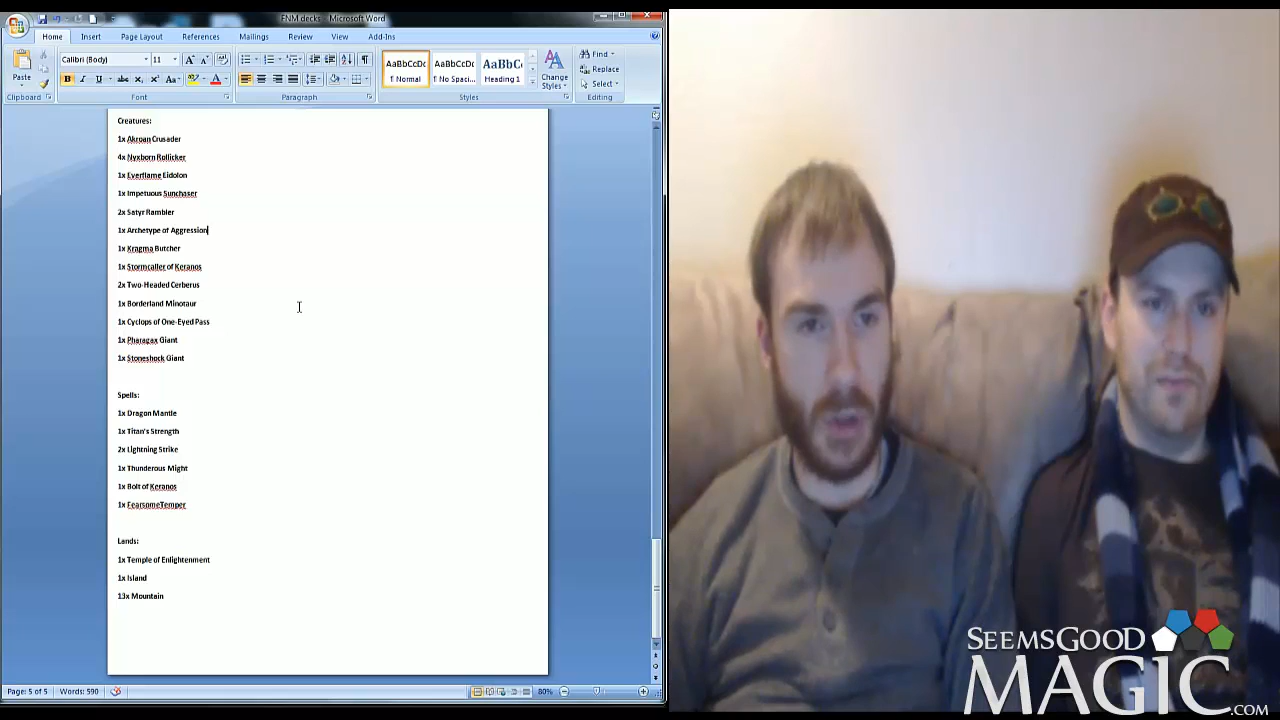 FNM decks - Microsoft Word
Home Insert Page Layout References Mailings Review View Add-Ins
Paste
Calibri (Body) 11
B I U abc
Find
Replace
Select
AaBbCcDc AaBbCcDc AaBbC
¶ Normal ¶ No Spaci... Heading 1
Change Styles
Clipboard Font Paragraph Styles Editing
Creatures:
1x Akroan Crusader
4x Nyxborn Rollicker
1x Everflame Eidolon
1x Impetuous Sunchaser
2x Satyr Rambler
1x Archetype of Aggression
1x Kragma Butcher
1x Stormcaller of Keranos
2x Two-Headed Cerberus
1x Borderland Minotaur
1x Cyclops of One-Eyed Pass
1x Pharagax Giant
1x Stoneshock Giant
Spells:
1x Dragon Mantle
1x Titan's Strength
2x Lightning Strike
1x Thunderous Might
1x Bolt of Keranos
1x FearsomeTemper
Lands:
1x Temple of Enlightenment
1x Island
13x Mountain
Page: 5 of 5 Words: 590 80%
SEEMSGOOD
MAGIC.COM